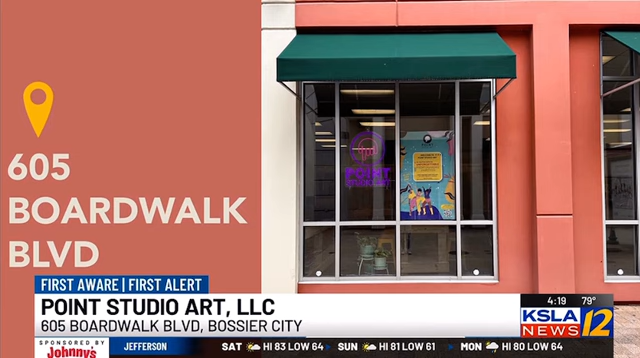 605
BOARDWALK
BLVD
POINT
STUDIO ART
FIRST AWARE | FIRST ALERT
POINT STUDIO ART, LLC
605 BOARDWALK BLVD, BOSSIER CITY
4:19 79°
KSLA
NEWS 12
SPONSORED BY
Johnny's
JEFFERSON SAT HI 83 LOW 64 SUN HI 81 LOW 61 MON HI 80 LOW 64